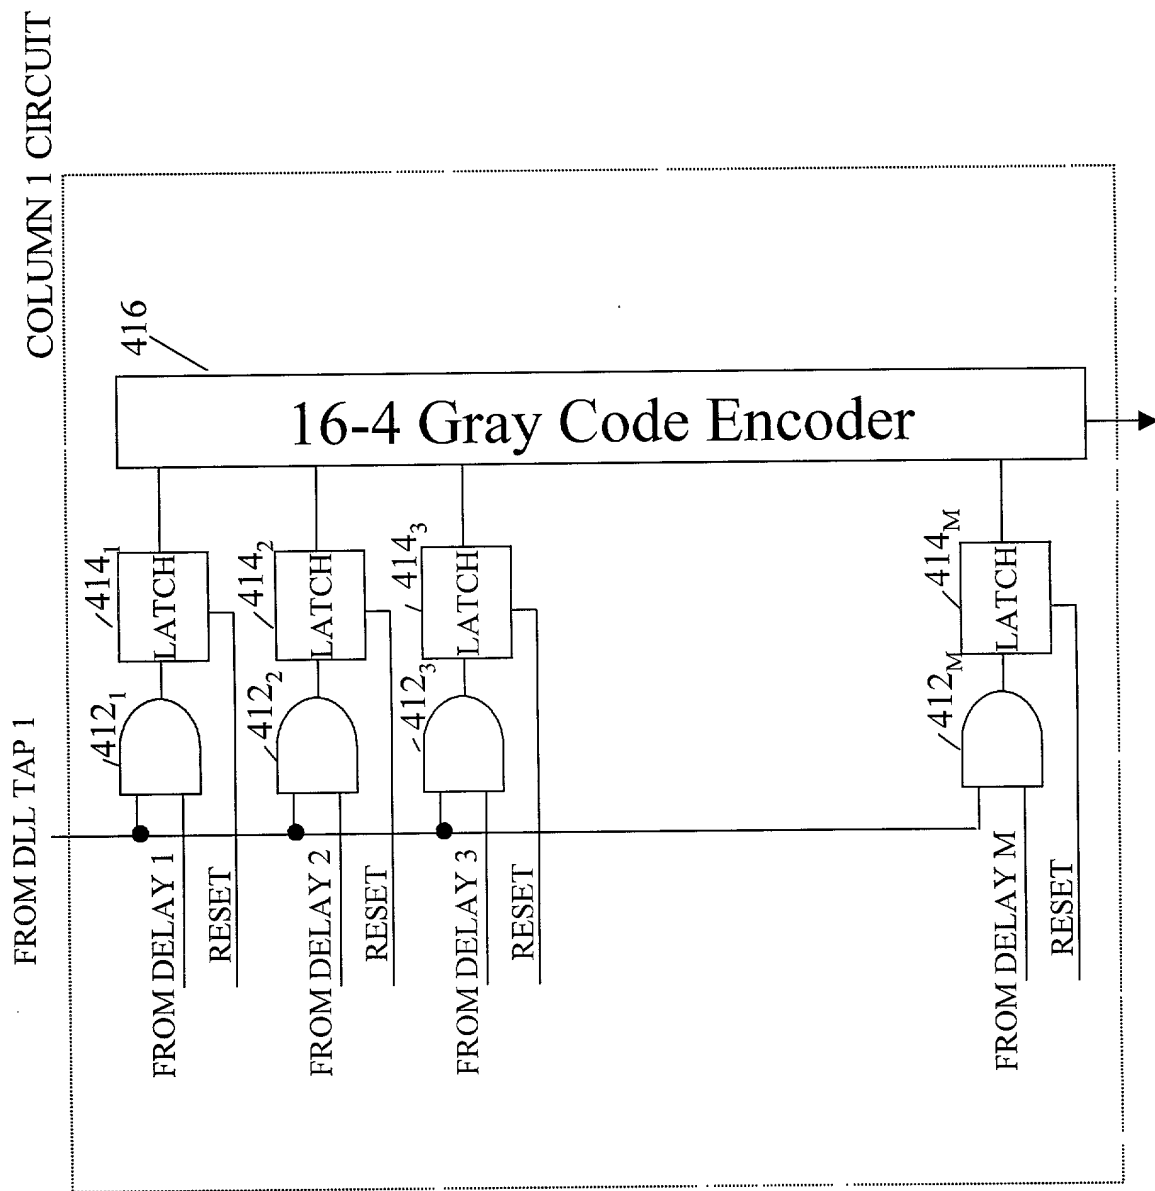 COLUMN 1 CIRCUIT
416
16-4 Gray Code Encoder
414₁
LATCH
414₂
LATCH
414₃
LATCH
414M
LATCH
412₁
412₂
412₃
412M
FROM DLL TAP 1
FROM DELAY 1
RESET
FROM DELAY 2
RESET
FROM DELAY 3
RESET
FROM DELAY M
RESET